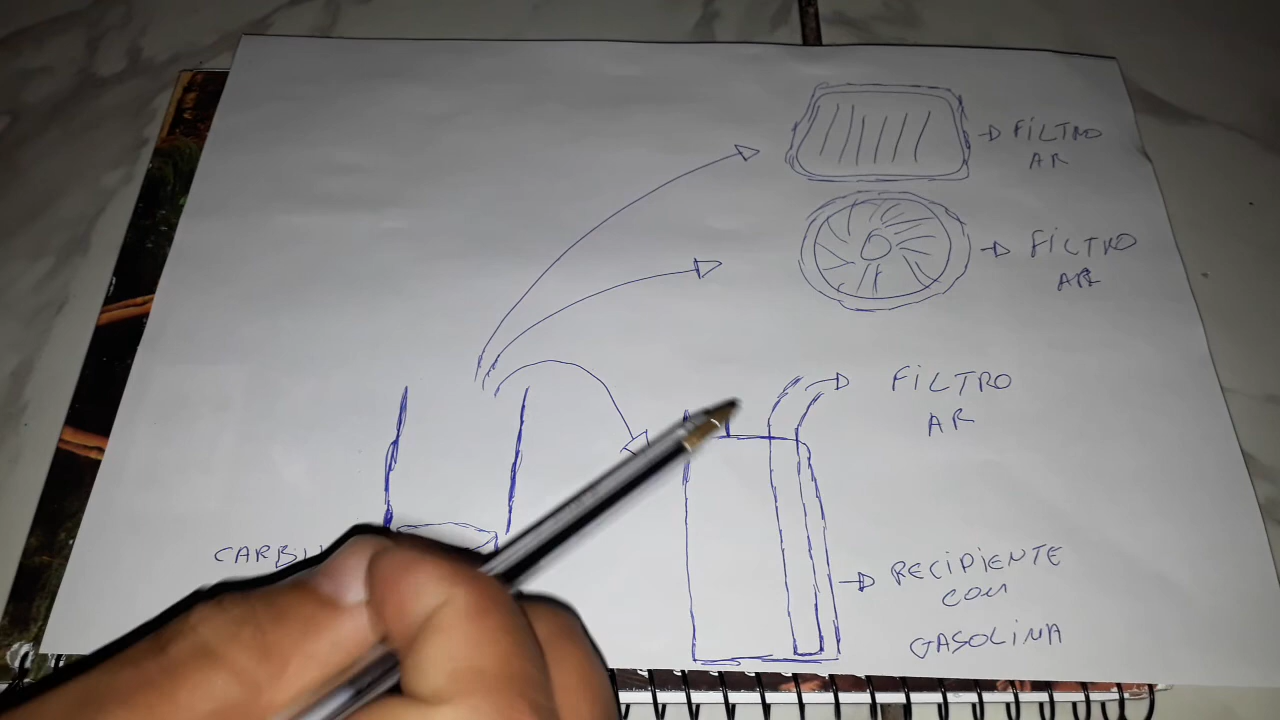 FILTRO
AR
FILTRO
AR
FILTRO
AR
RECIPIENTE
COM
GASOLINA